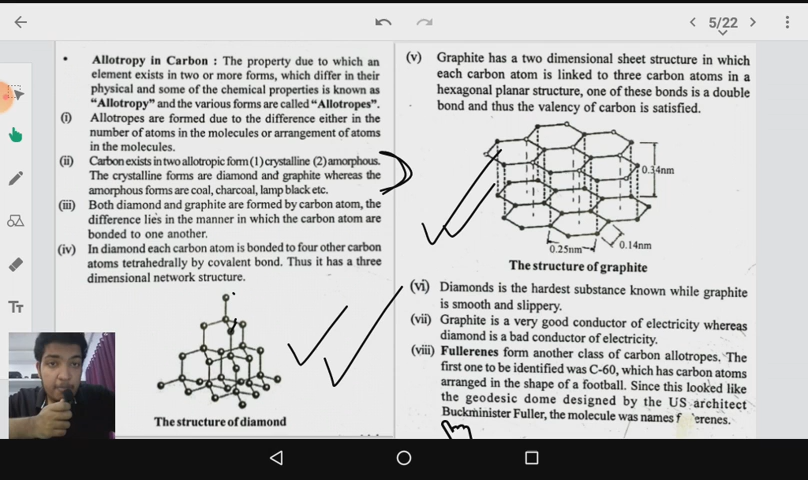 5/22
• Allotropy in Carbon : The property due to which an
element exists in two or more forms, which differ in their
physical and some of the chemical properties is known as
“Allotropy” and the various forms are called “Allotropes”.
(i) Allotropes are formed due to the difference either in the
number of atoms in the molecules or arrangement of atoms
in the molecules.
(ii) Carbon exists in two allotropic form (1) crystalline (2) amorphous.
The crystalline forms are diamond and graphite whereas the
amorphous forms are coal, charcoal, lamp black etc.
(iii) Both diamond and graphite are formed by carbon atom, the
difference lies in the manner in which the carbon atom are
bonded to one another.
(iv) In diamond each carbon atom is bonded to four other carbon
atoms tetrahedrally by covalent bond. Thus it has a three
dimensional network structure.
The structure of diamond
(v) Graphite has a two dimensional sheet structure in which
each carbon atom is linked to three carbon atoms in a
hexagonal planar structure, one of these bonds is a double
bond and thus the valency of carbon is satisfied.
0.34nm
0.25nm
0.14nm
The structure of graphite
(vi) Diamonds is the hardest substance known while graphite
is smooth and slippery.
(vii) Graphite is a very good conductor of electricity whereas
diamond is a bad conductor of electricity.
(viii) Fullerenes form another class of carbon allotropes. The
first one to be identified was C-60, which has carbon atoms
arranged in the shape of a football. Since this looked like
the geodesic dome designed by the US architect
Buckminister Fuller, the molecule was names
Tт